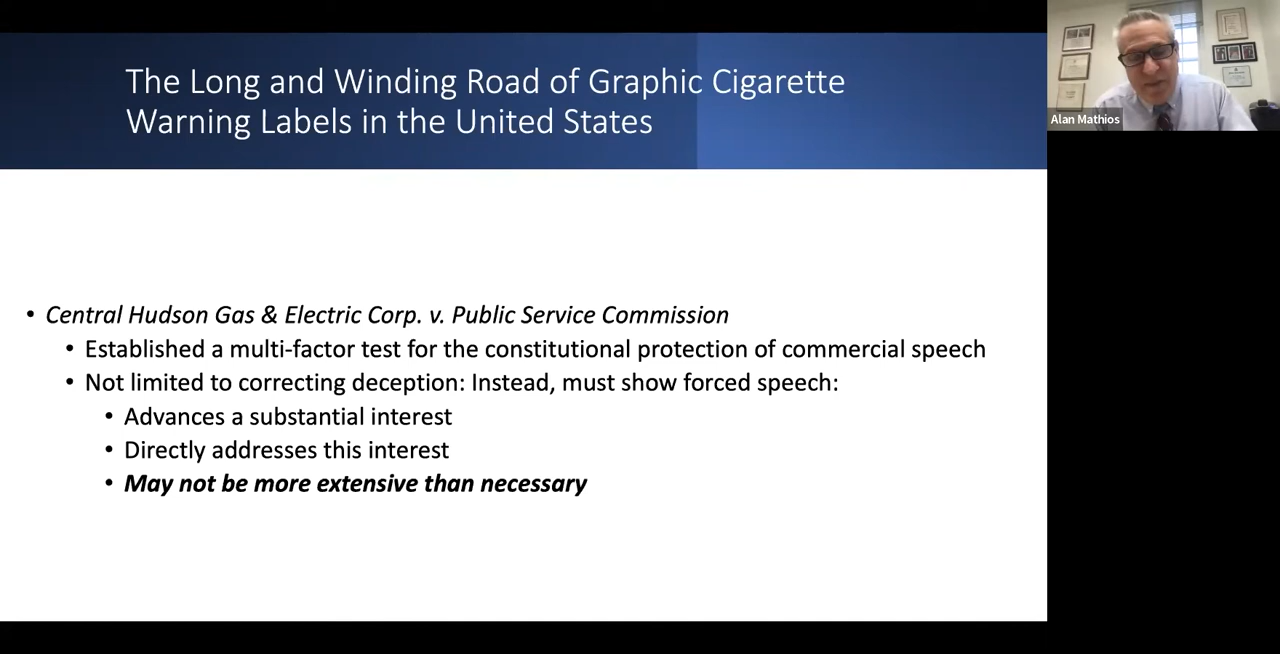 The Long and Winding Road of Graphic Cigarette
Warning Labels in the United States
• Central Hudson Gas & Electric Corp. v. Public Service Commission
• Established a multi-factor test for the constitutional protection of commercial speech
• Not limited to correcting deception: Instead, must show forced speech:
• Advances a substantial interest
• Directly addresses this interest
• May not be more extensive than necessary
Alan Mathios